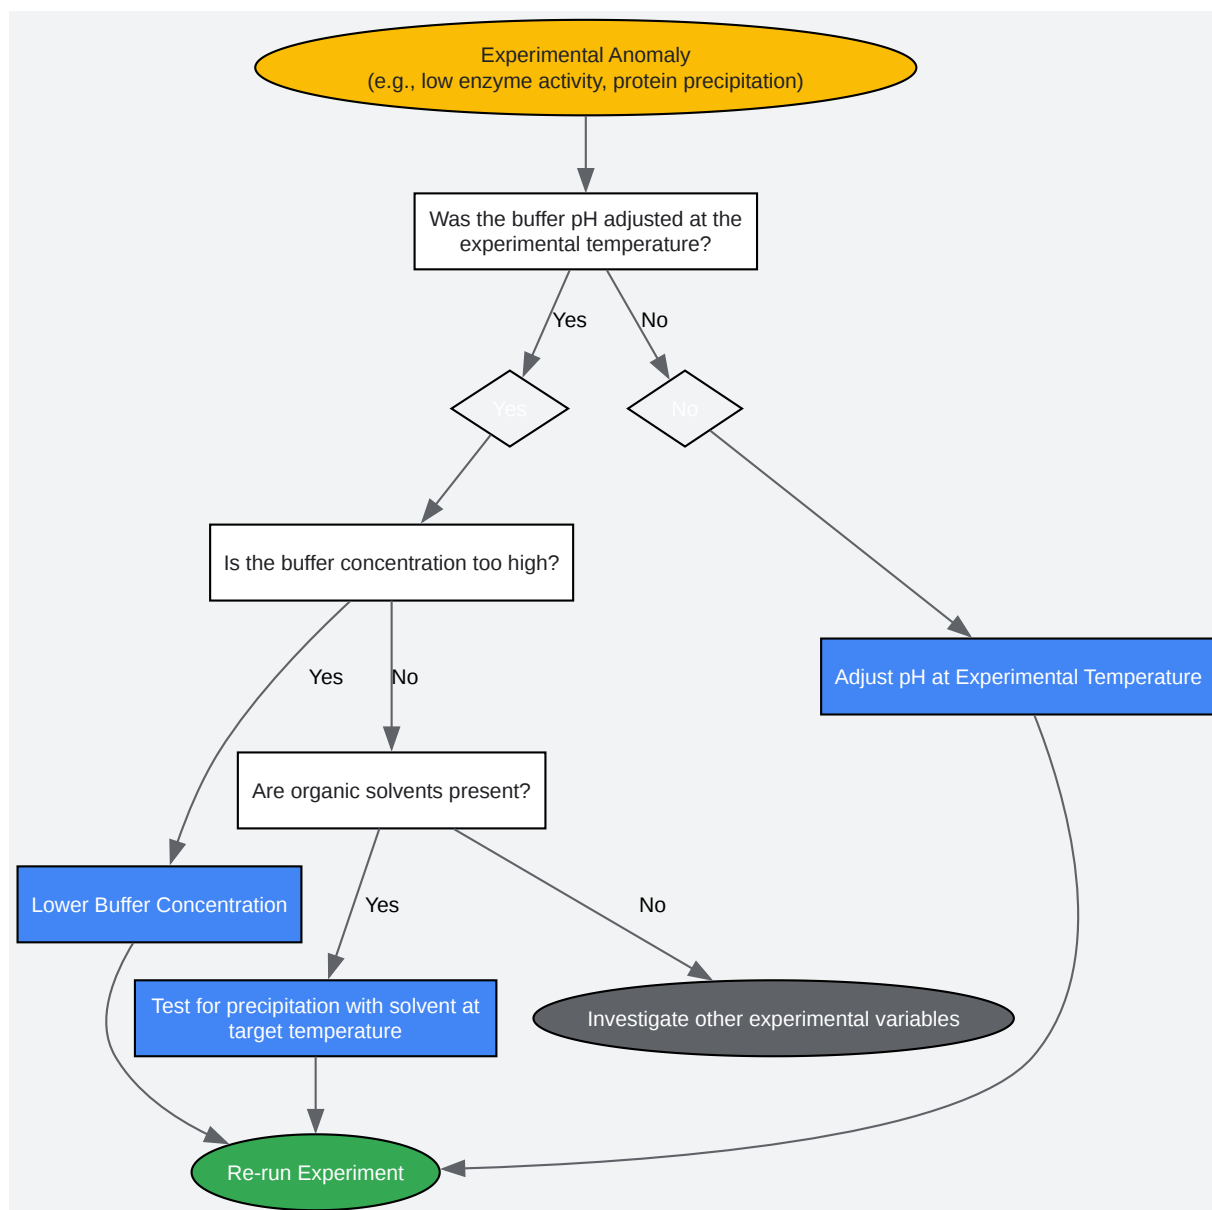 Experimental Anomaly
(e.g., low enzyme activity, protein precipitation)
Was the buffer pH adjusted at the
experimental temperature?
Yes
No
Yes
No
Is the buffer concentration too high?
Yes
No
Adjust pH at Experimental Temperature
Are organic solvents present?
Lower Buffer Concentration
Yes
No
Test for precipitation with solvent at
target temperature
Investigate other experimental variables
Re-run Experiment